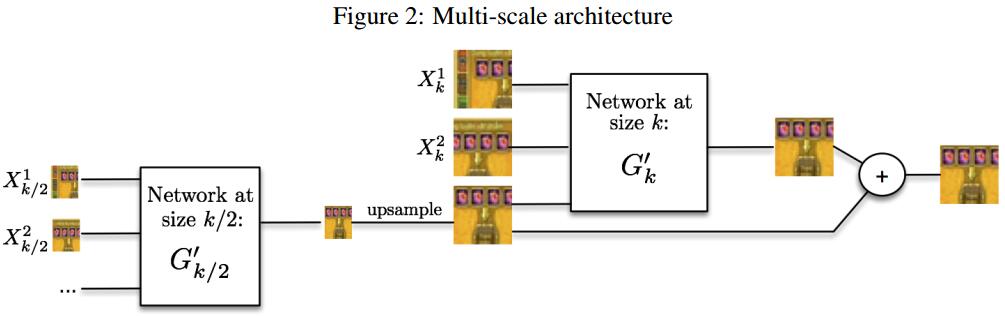 Figure 2: Multi-scale architecture
X_k^1
X_k^2
Network at
size k:
G'_k
X_{k/2}^1
X_{k/2}^2
...
Network at
size k/2:
G'_{k/2}
upsample
+